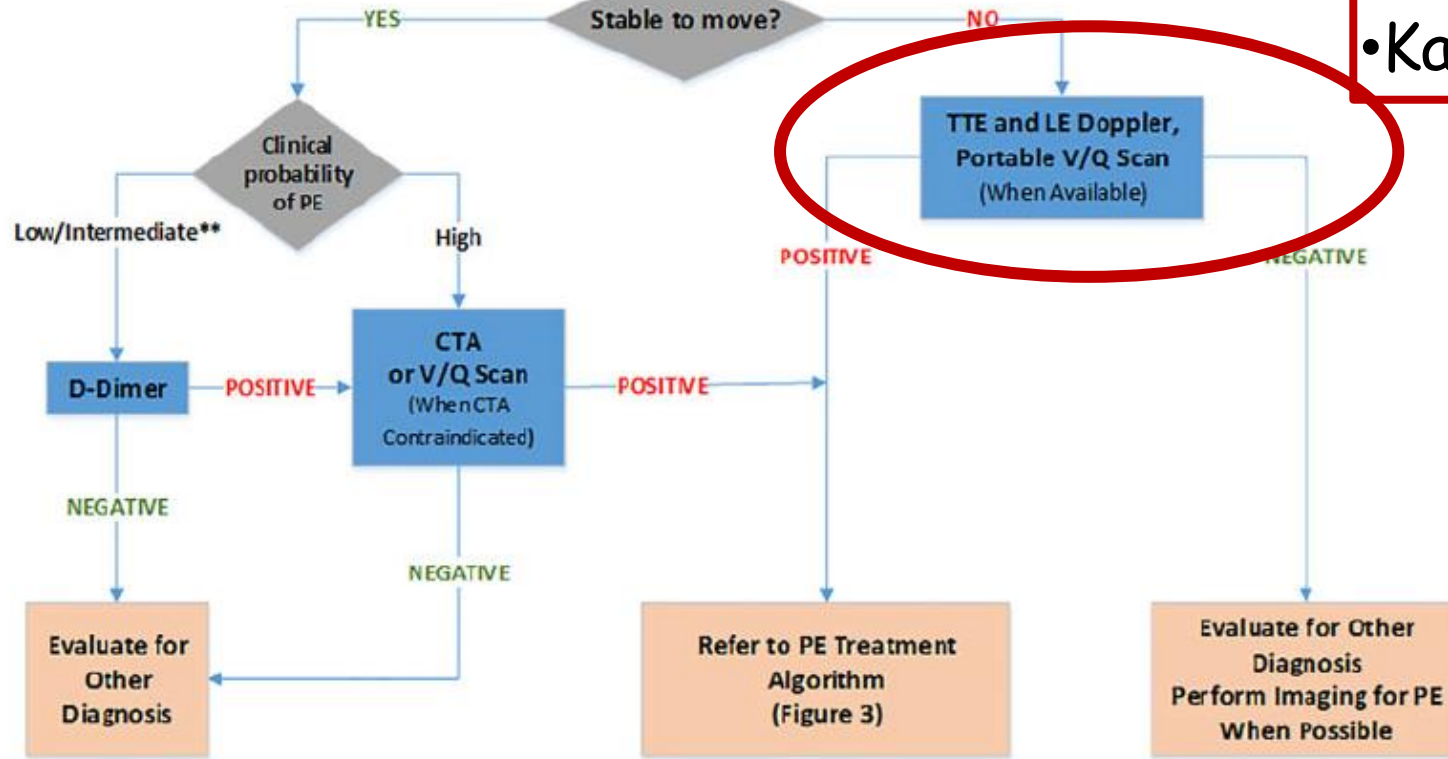 Stable to move?
YES
NO
•Ka
Clinical
probability
of PE
TTE and LE Doppler,
Portable V/Q Scan
(When Available)
Low/Intermediate**
High
POSITIVE
NEGATIVE
CTA
or V/Q Scan
(When CTA
Contraindicated)
D-Dimer
POSITIVE
POSITIVE
NEGATIVE
NEGATIVE
Evaluate for
Other
Diagnosis
Refer to PE Treatment
Algorithm
(Figure 3)
Evaluate for Other
Diagnosis
Perform Imaging for PE
When Possible